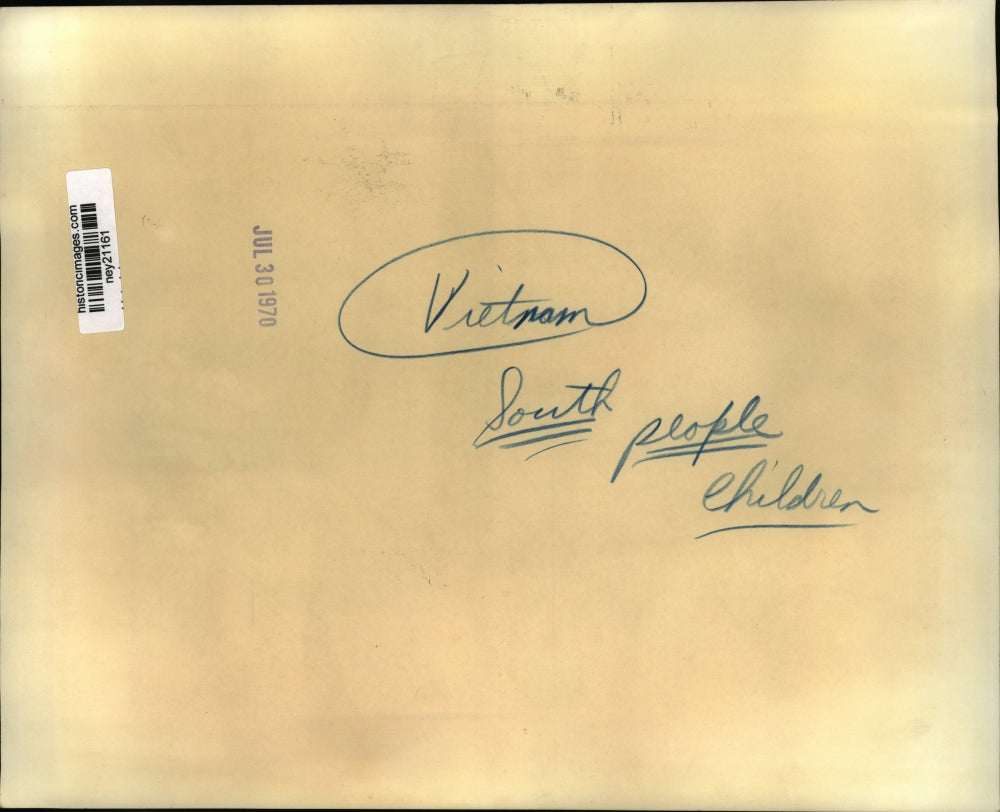 historicimages.com
ney21161
JUL 30 1970
Vietnam
South
people
Children